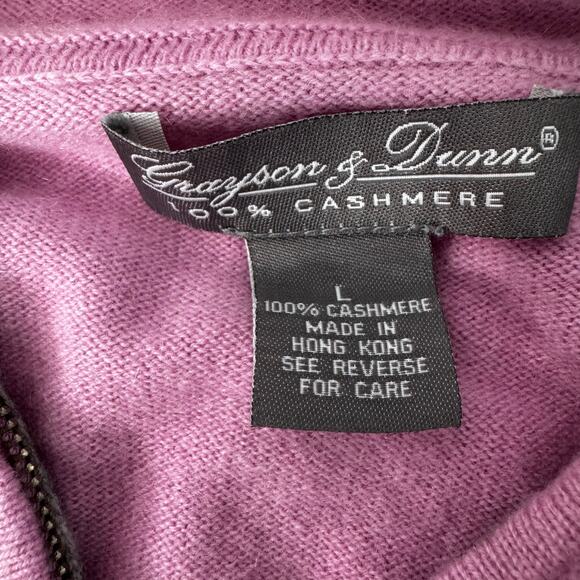 Grayson & Dunn®
100% CASHMERE
L
100% CASHMERE
MADE IN
HONG KONG
SEE REVERSE
FOR CARE